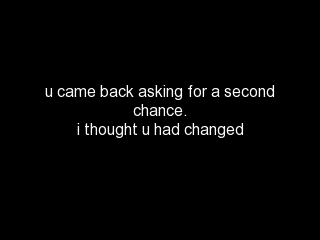 u came back asking for a second
chance.
i thought u had changed